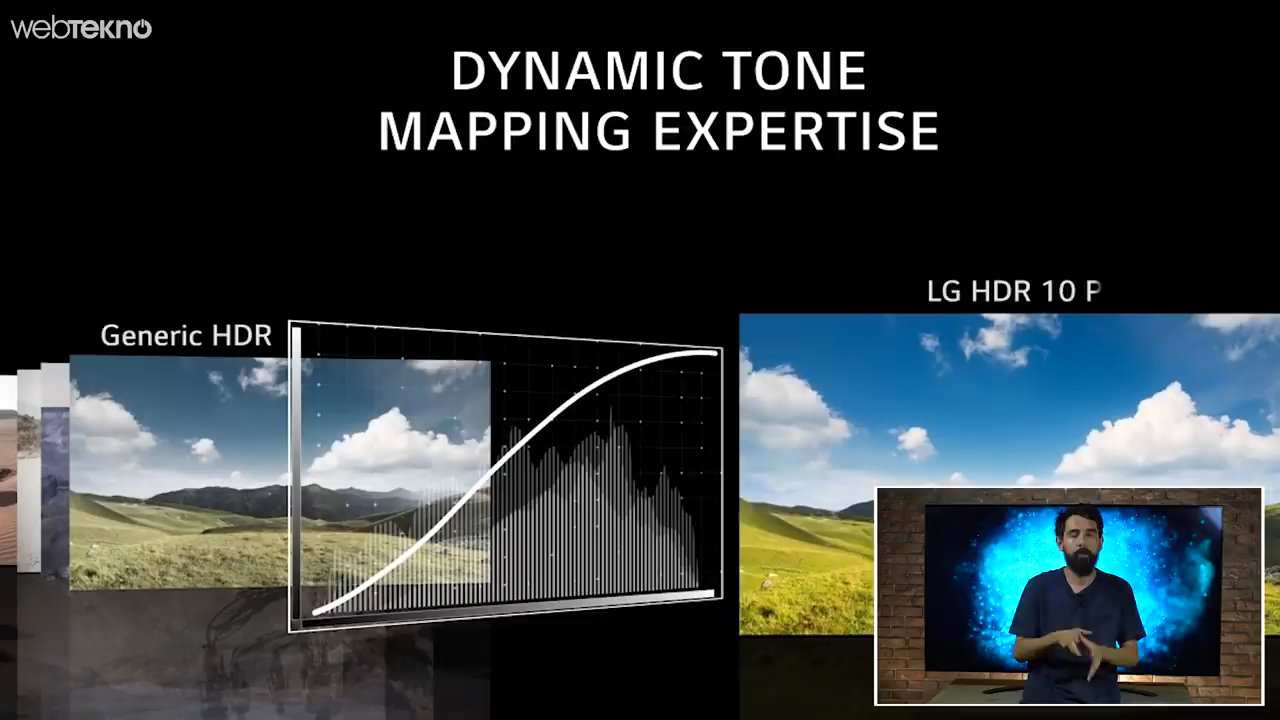 webtekno
DYNAMIC TONE
MAPPING EXPERTISE
LG HDR 10 P
Generic HDR